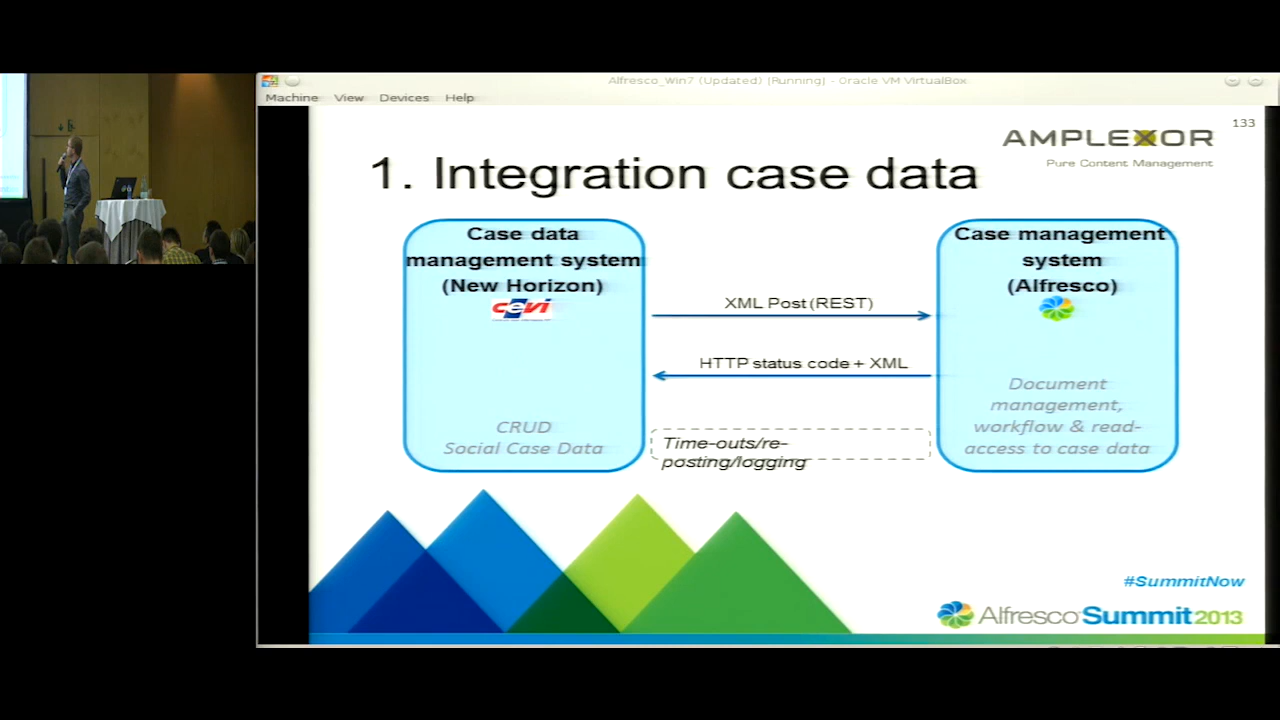 Alfresco_Win7 (Updated) [Running] - Oracle VM VirtualBox
Machine View Devices Help
133
AMPLEXOR
Pure Content Management
1. Integration case data
Case data
management system
(New Horizon)
cevi
CRUD
Social Case Data
XML Post (REST)
HTTP status code + XML
Time-outs/re-
posting/logging
Case management
system
(Alfresco)
Document
management,
workflow & read-
access to case data
#SummitNow
Alfresco Summit 2013